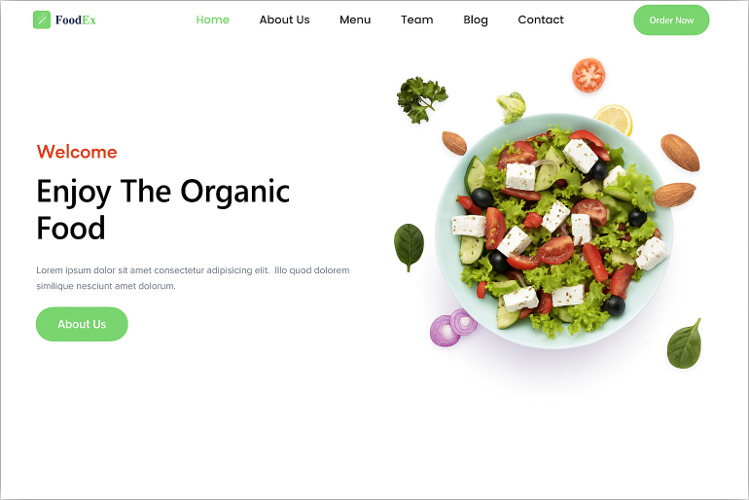 FoodEx
Home About Us Menu Team Blog Contact
Order Now
Welcome
Enjoy The Organic
Food
Lorem ipsum dolor sit amet consectetur adipisicing elit. Illo quod dolorem
similique nesciunt amet dolorum.
About Us